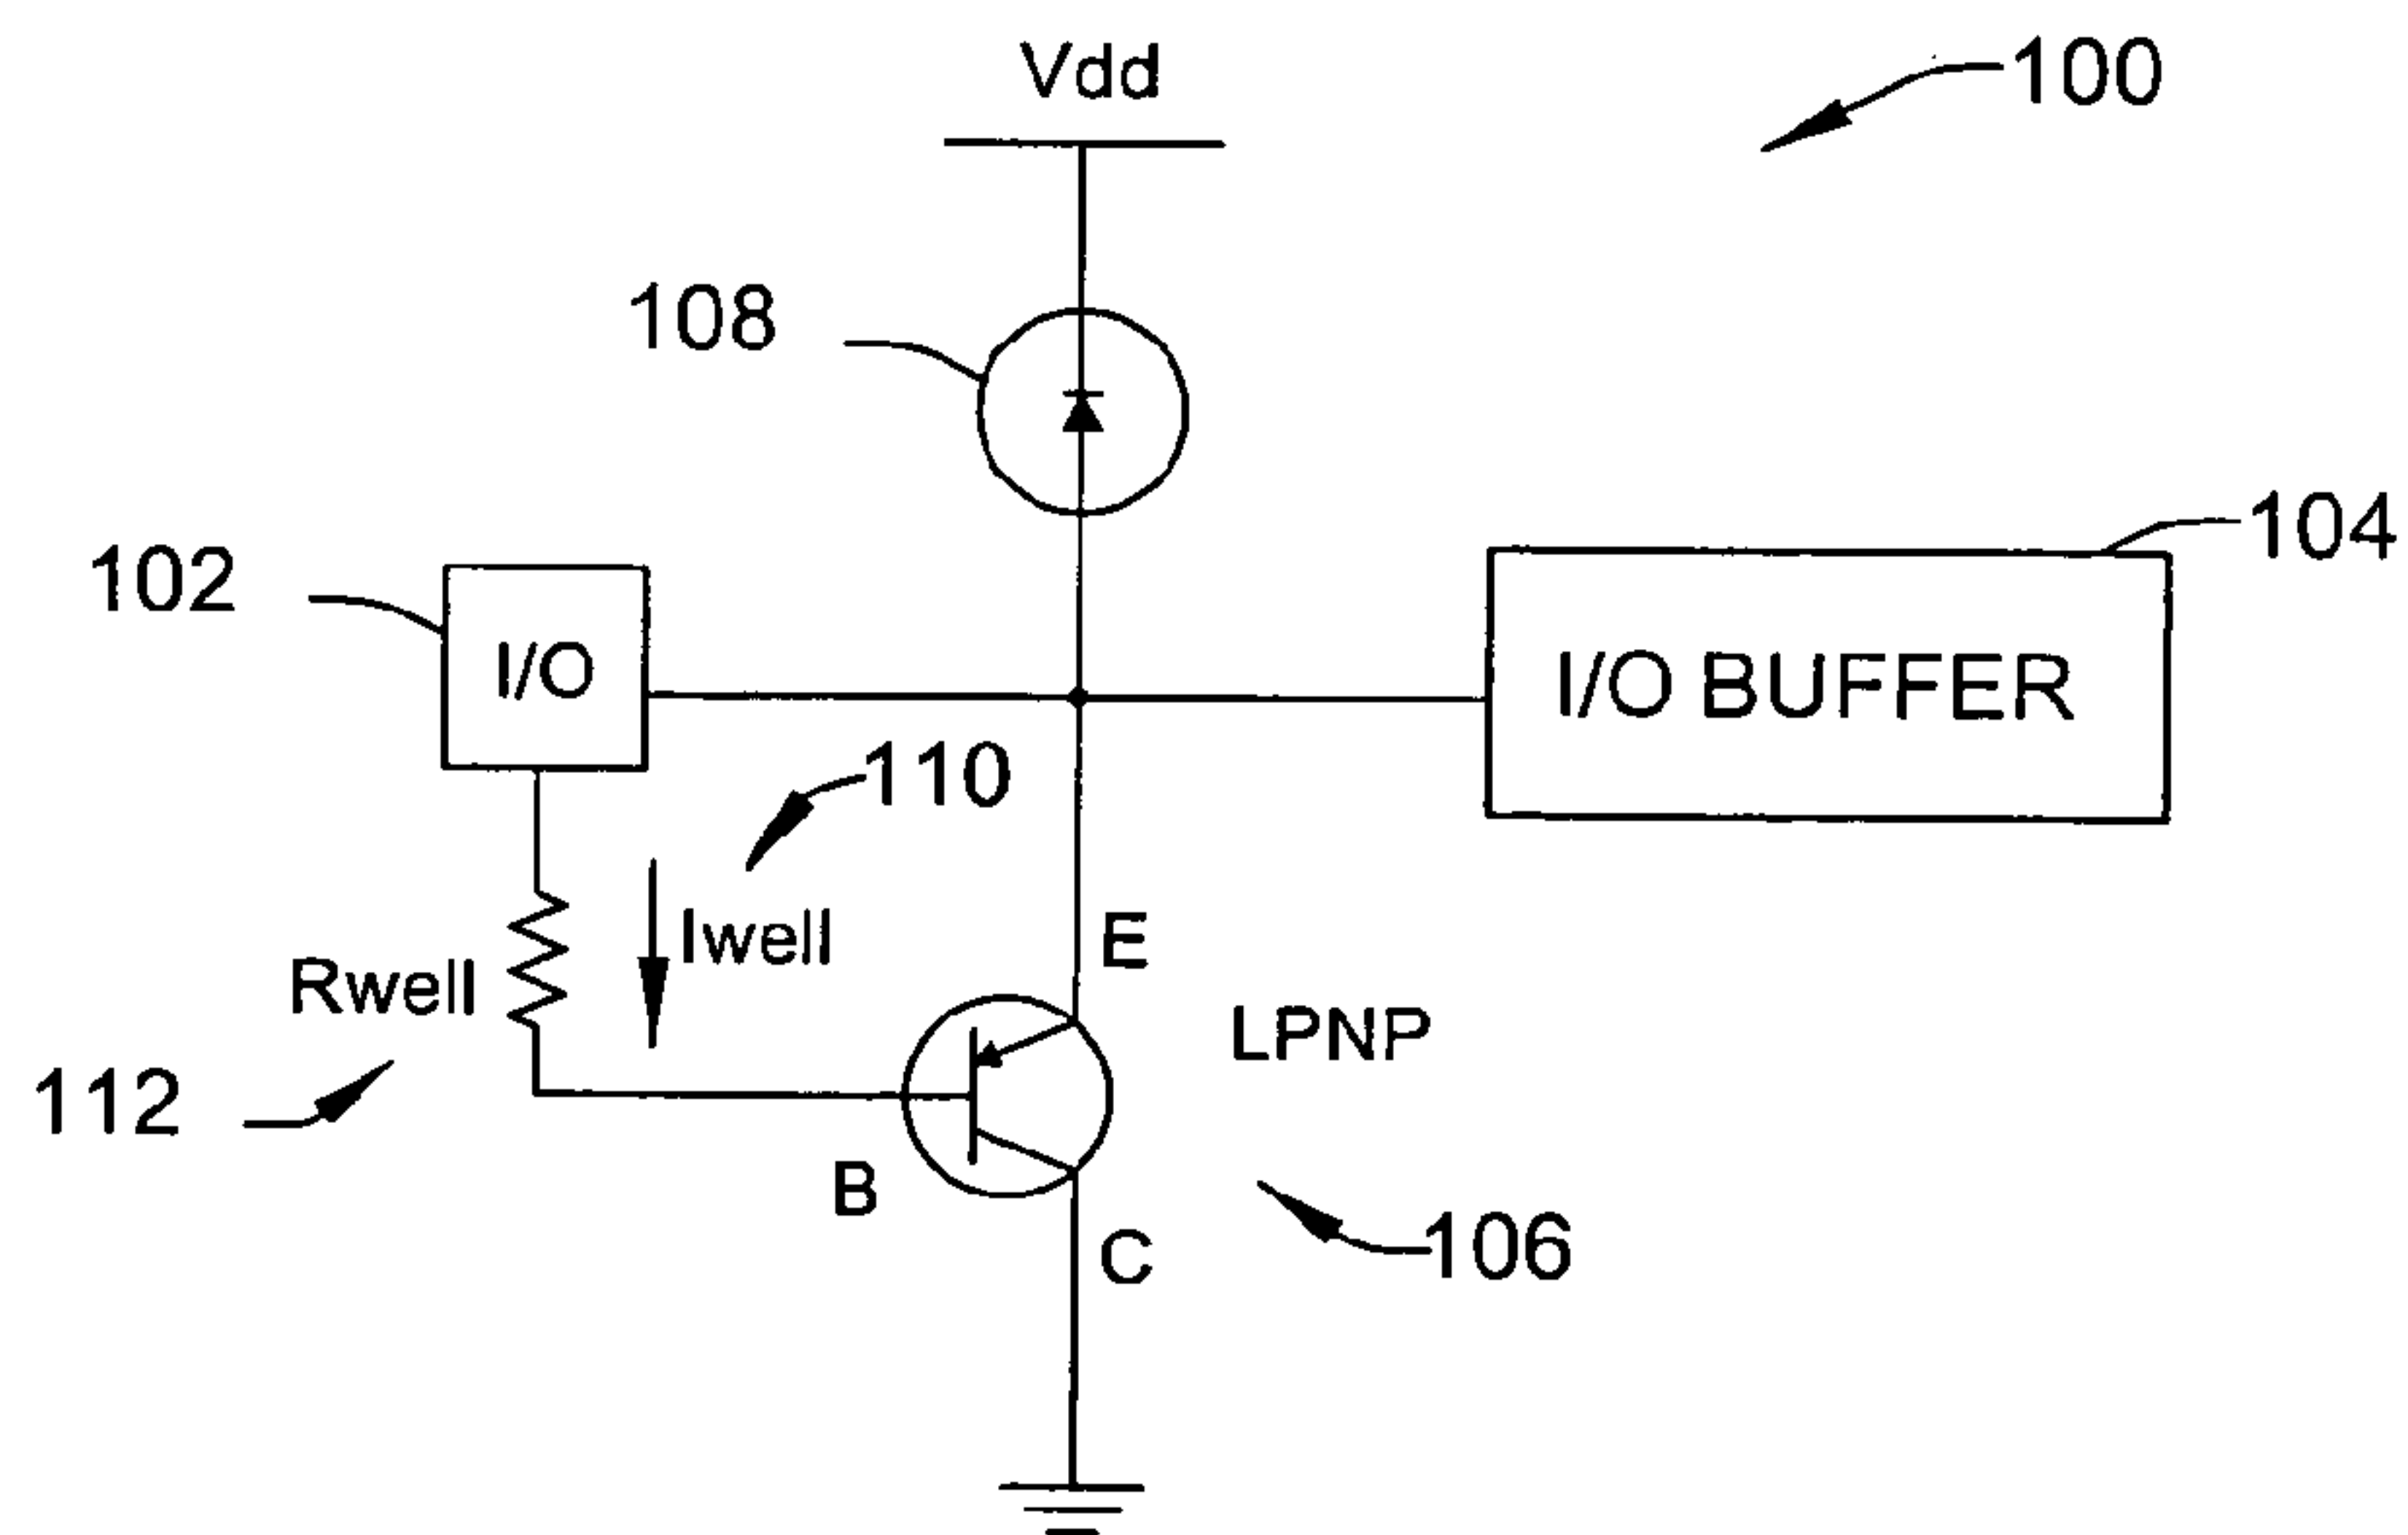 Vdd
100
108
104
102
I/O
I/O BUFFER
110
Iwell
E
Rwell
LPNP
112
B
106
C